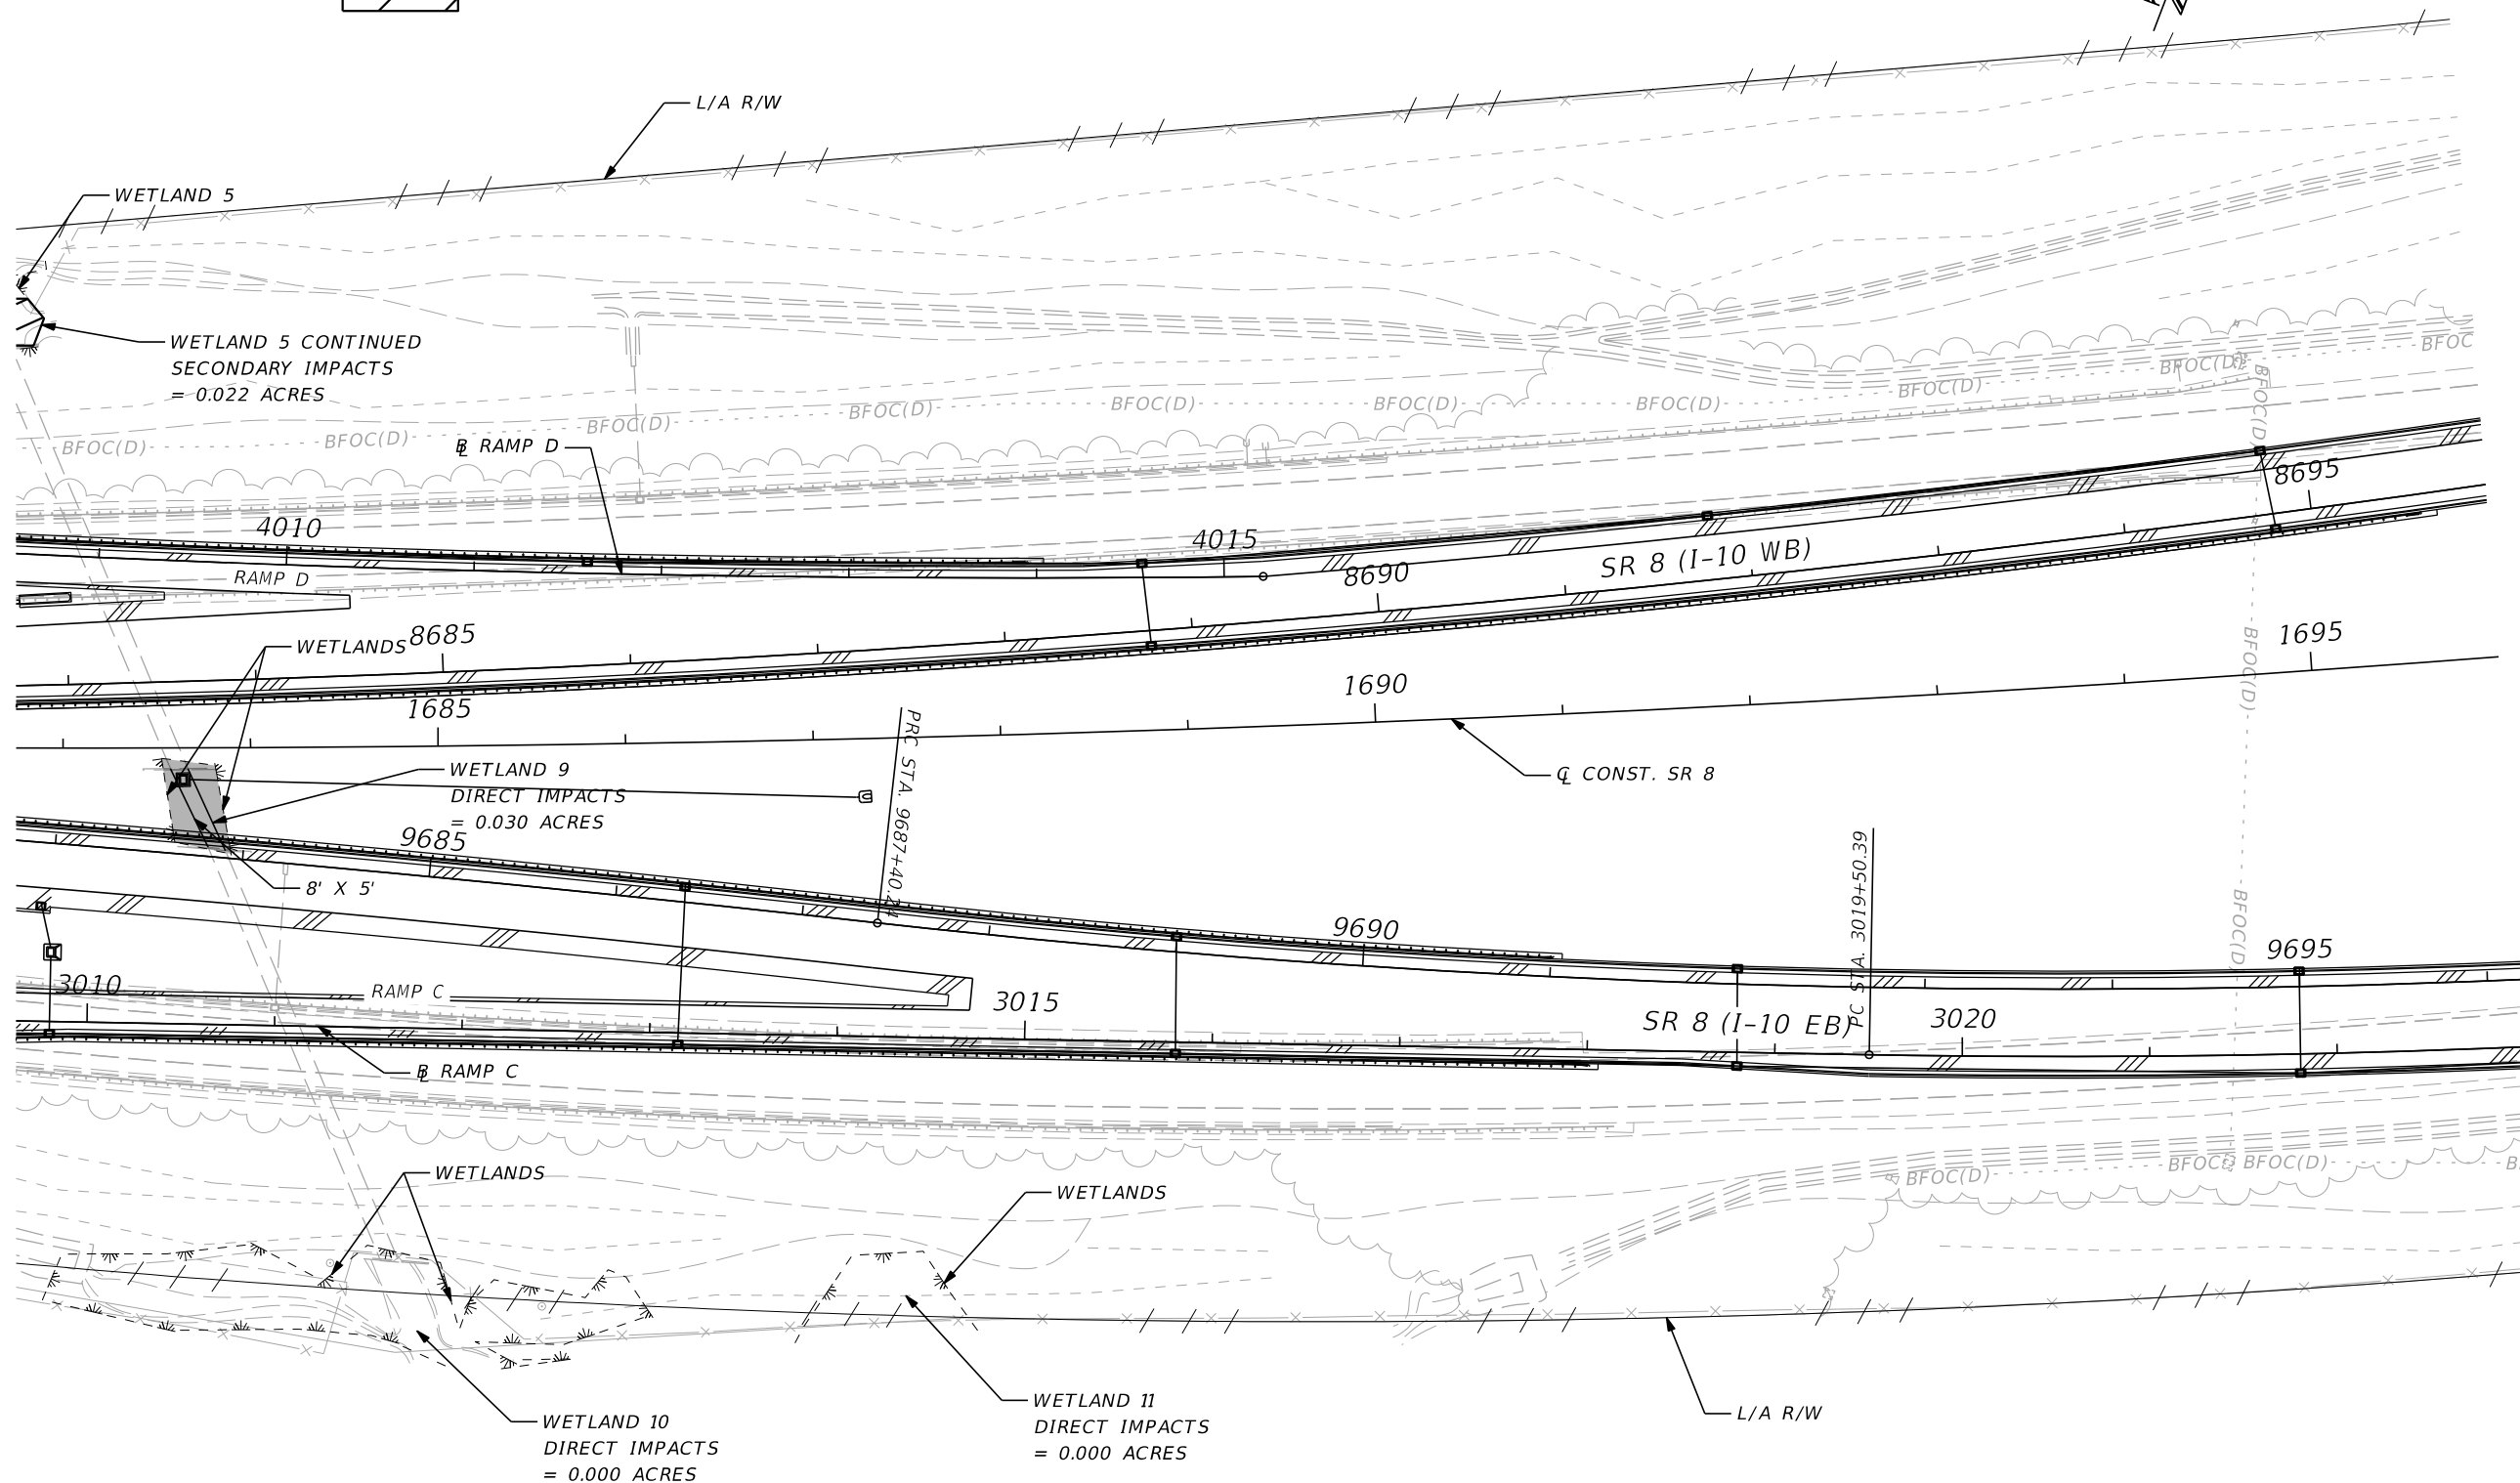 L/A R/W
WETLAND 5
WETLAND 5 CONTINUED
SECONDARY IMPACTS
= 0.022 ACRES
BFOC
BFOC(D)
BFOC(D)
BFOC(D)
BFOC(D)
BFOC(D)
BFOC(D)
BFOC(D)
BFOC(D)
BFOC(D)
BFOC(D)
RAMP D
4010
4015
8695
SR 8 (I-10 WB)
RAMP D
8690
WETLANDS
8685
1695
1690
1685
BFOC(D)
PRC STA. 9687+40.24
WETLAND 9
DIRECT IMPACTS
= 0.030 ACRES
CONST. SR 8
9685
8' X 5'
PC STA. 3019+50.39
9690
9695
BFOC(D)
3010
RAMP C
3015
SR 8 (I-10 EB)
3020
RAMP C
WETLANDS
WETLANDS
BFOC(D)
BFOC(D)
WETLAND 11
DIRECT IMPACTS
= 0.000 ACRES
L/A R/W
WETLAND 10
DIRECT IMPACTS
= 0.000 ACRES